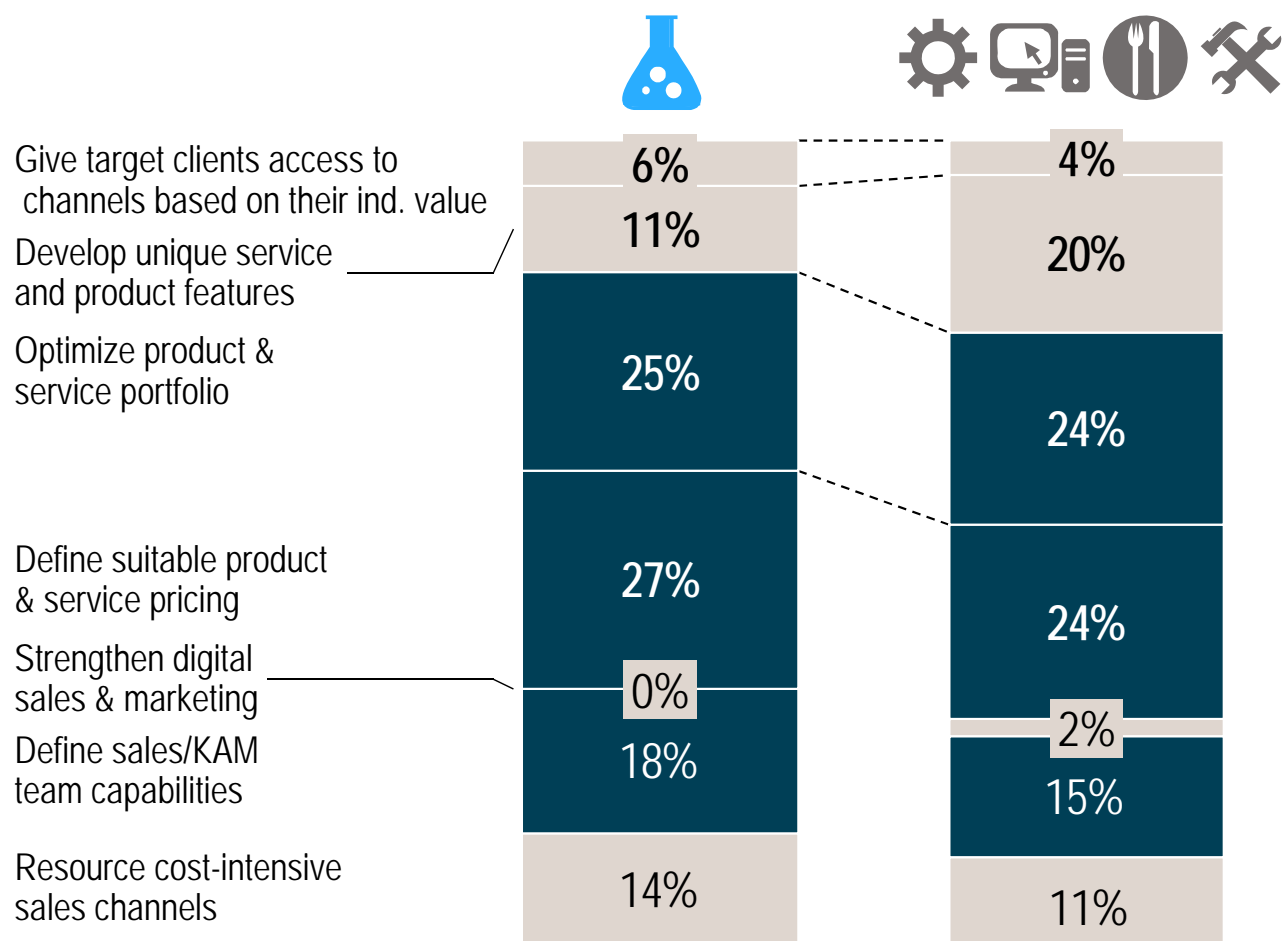 Give target clients access to
channels based on their ind. value
Develop unique service
and product features
Optimize product &
service portfolio
Define suitable product
& service pricing
Strengthen digital
sales & marketing
Define sales/KAM
team capabilities
Resource cost-intensive
sales channels
6%
11%
25%
27%
0%
18%
14%
4%
20%
24%
24%
2%
15%
11%